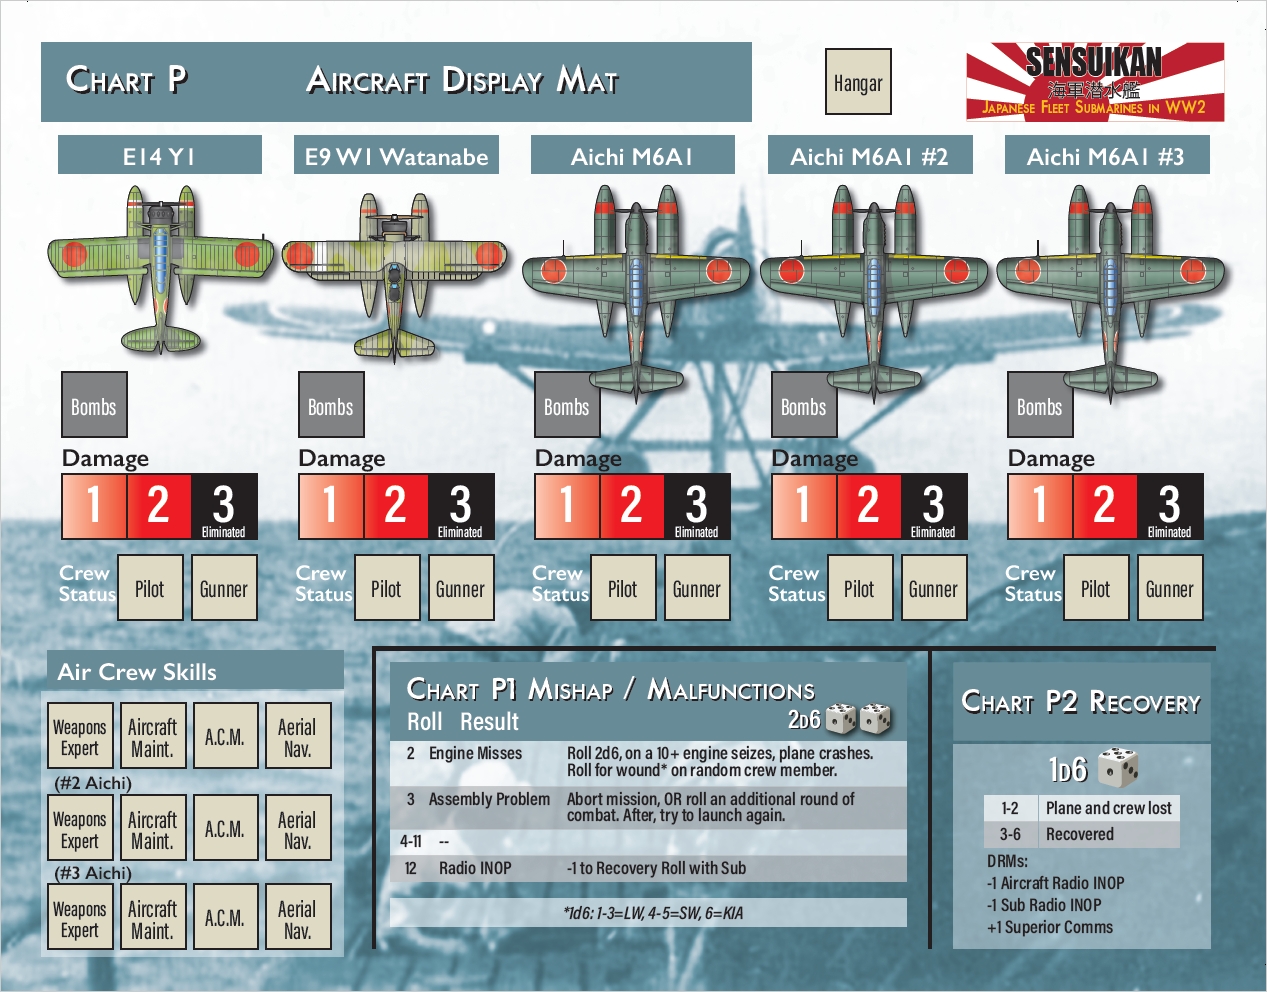 CHART P AIRCRAFT DISPLAY MAT
Hangar
SENSUIKAN
海軍潜水艦
JAPANESE FLEET SUBMARINES IN WW2
E14 Y1
E9 W1 Watanabe
Aichi M6A1
Aichi M6A1 #2
Aichi M6A1 #3
Bombs
Bombs
Bombs
Bombs
Bombs
Damage
Damage
Damage
Damage
Damage
1 2 3
Eliminated
1 2 3
Eliminated
1 2 3
Eliminated
1 2 3
Eliminated
1 2 3
Eliminated
Crew
Status
Pilot
Gunner
Crew
Status
Pilot
Gunner
Crew
Status
Pilot
Gunner
Crew
Status
Pilot
Gunner
Crew
Status
Pilot
Gunner
Air Crew Skills
Weapons
Expert
Aircraft
Maint.
A.C.M.
Aerial
Nav.
(#2 Aichi)
Weapons
Expert
Aircraft
Maint.
A.C.M.
Aerial
Nav.
(#3 Aichi)
Weapons
Expert
Aircraft
Maint.
A.C.M.
Aerial
Nav.
CHART P1 MISHAP / MALFUNCTIONS
Roll Result 2D6
2 Engine Misses Roll 2d6, on a 10+ engine seizes, plane crashes.
Roll for wound* on random crew member.
3 Assembly Problem Abort mission, OR roll an additional round of
combat. After, try to launch again.
4-11 --
12 Radio INOP -1 to Recovery Roll with Sub
*1d6: 1-3=LW, 4-5=SW, 6=KIA
CHART P2 RECOVERY
1D6
1-2 Plane and crew lost
3-6 Recovered
DRMs:
-1 Aircraft Radio INOP
-1 Sub Radio INOP
+1 Superior Comms